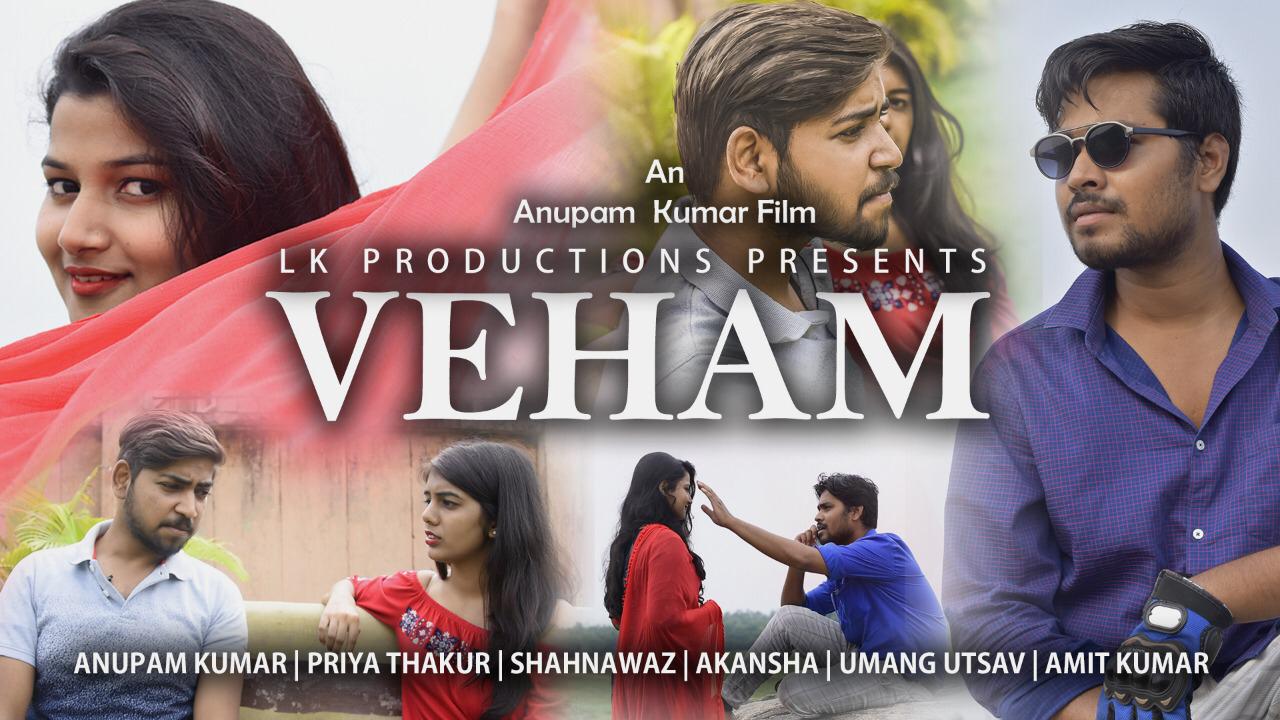 An
Anupam Kumar Film
LK PRODUCTIONS PRESENTS
VEHAM
ANUPAM KUMAR | PRIYA THAKUR | SHAHNAWAZ | AKANSHA | UMANG UTSAV | AMIT KUMAR